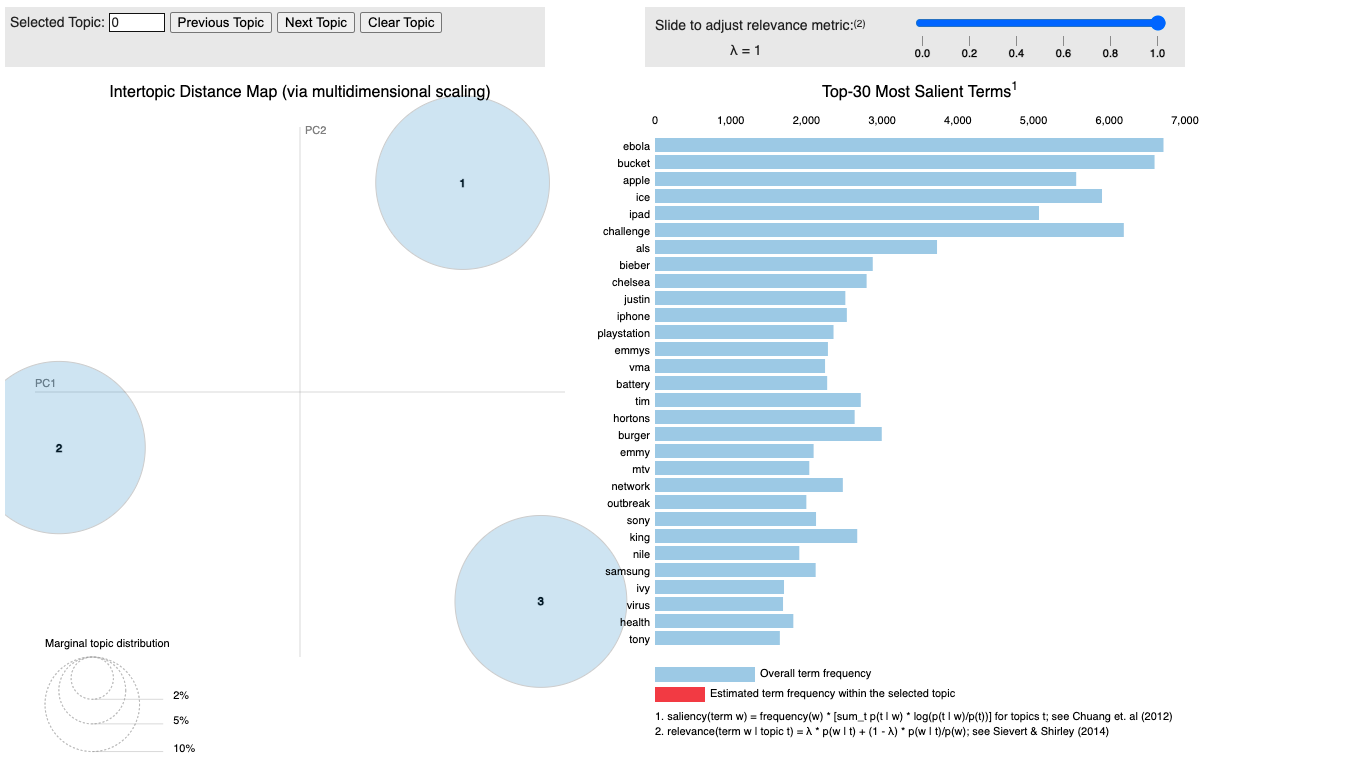 Selected Topic: 0 Previous Topic Next Topic Clear Topic
Slide to adjust relevance metric:(2)
λ = 1
0.0 0.2 0.4 0.6 0.8 1.0
Intertopic Distance Map (via multidimensional scaling)
PC2
PC1
1
2
3
Marginal topic distribution
2%
5%
10%
Top-30 Most Salient Terms1
0 1,000 2,000 3,000 4,000 5,000 6,000 7,000
ebola
bucket
apple
ice
ipad
challenge
als
bieber
chelsea
justin
iphone
playstation
emmys
vma
battery
tim
hortons
burger
emmy
mtv
network
outbreak
sony
king
nile
samsung
ivy
virus
health
tony
Overall term frequency
Estimated term frequency within the selected topic
1. saliency(term w) = frequency(w) * [sum_t p(t | w) * log(p(t | w)/p(t))] for topics t; see Chuang et. al (2012)
2. relevance(term w | topic t) = λ * p(w | t) + (1 - λ) * p(w | t)/p(w); see Sievert & Shirley (2014)